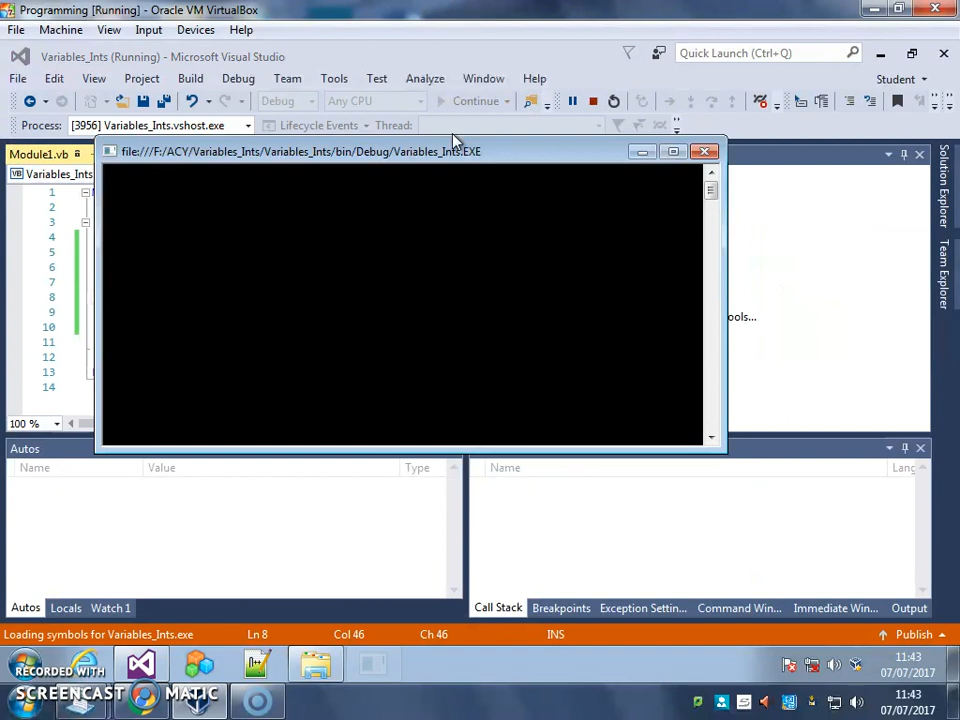 Programming [Running] - Oracle VM VirtualBox
File Machine View Input Devices Help
Variables_Ints (Running) - Microsoft Visual Studio
Quick Launch (Ctrl+Q)
File Edit View Project Build Debug Team Tools Test Analyze Window Help
Student
Debug Any CPU Continue
Process: [3956] Variables_Ints.vshost.exe Lifecycle Events Thread:
Module1.vb
file:///F:/ACY/Variables_Ints/Variables_Ints/bin/Debug/Variables_Ints.EXE
VB Variables_Ints
Solution Explorer
Team Explorer
1
2
3
4
5
6
7
8
9
10
11
12
13
14
ools...
100 %
Autos
Name Value Type
Name Lang
Autos Locals Watch 1
Call Stack Breakpoints Exception Settin... Command Win... Immediate Win... Output
Loading symbols for Variables_Ints.exe Ln 8 Col 46 Ch 46 INS Publish
11:43
07/07/2017
RECORDED WITH
SCREENCAST MATIC
11:43
07/07/2017